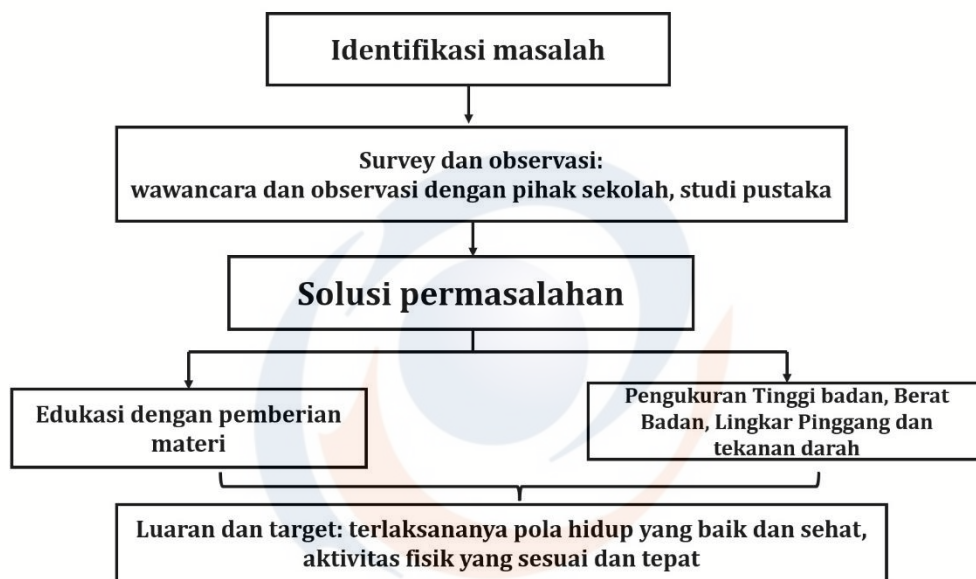 Identifikasi masalah
Survey dan observasi:
wawancara dan observasi dengan pihak sekolah, studi pustaka
Solusi permasalahan
Edukasi dengan pemberian
materi
Pengukuran Tinggi badan, Berat
Badan, Lingkar Pinggang dan
tekanan darah
Luaran dan target: terlaksananya pola hidup yang baik dan sehat,
aktivitas fisik yang sesuai dan tepat